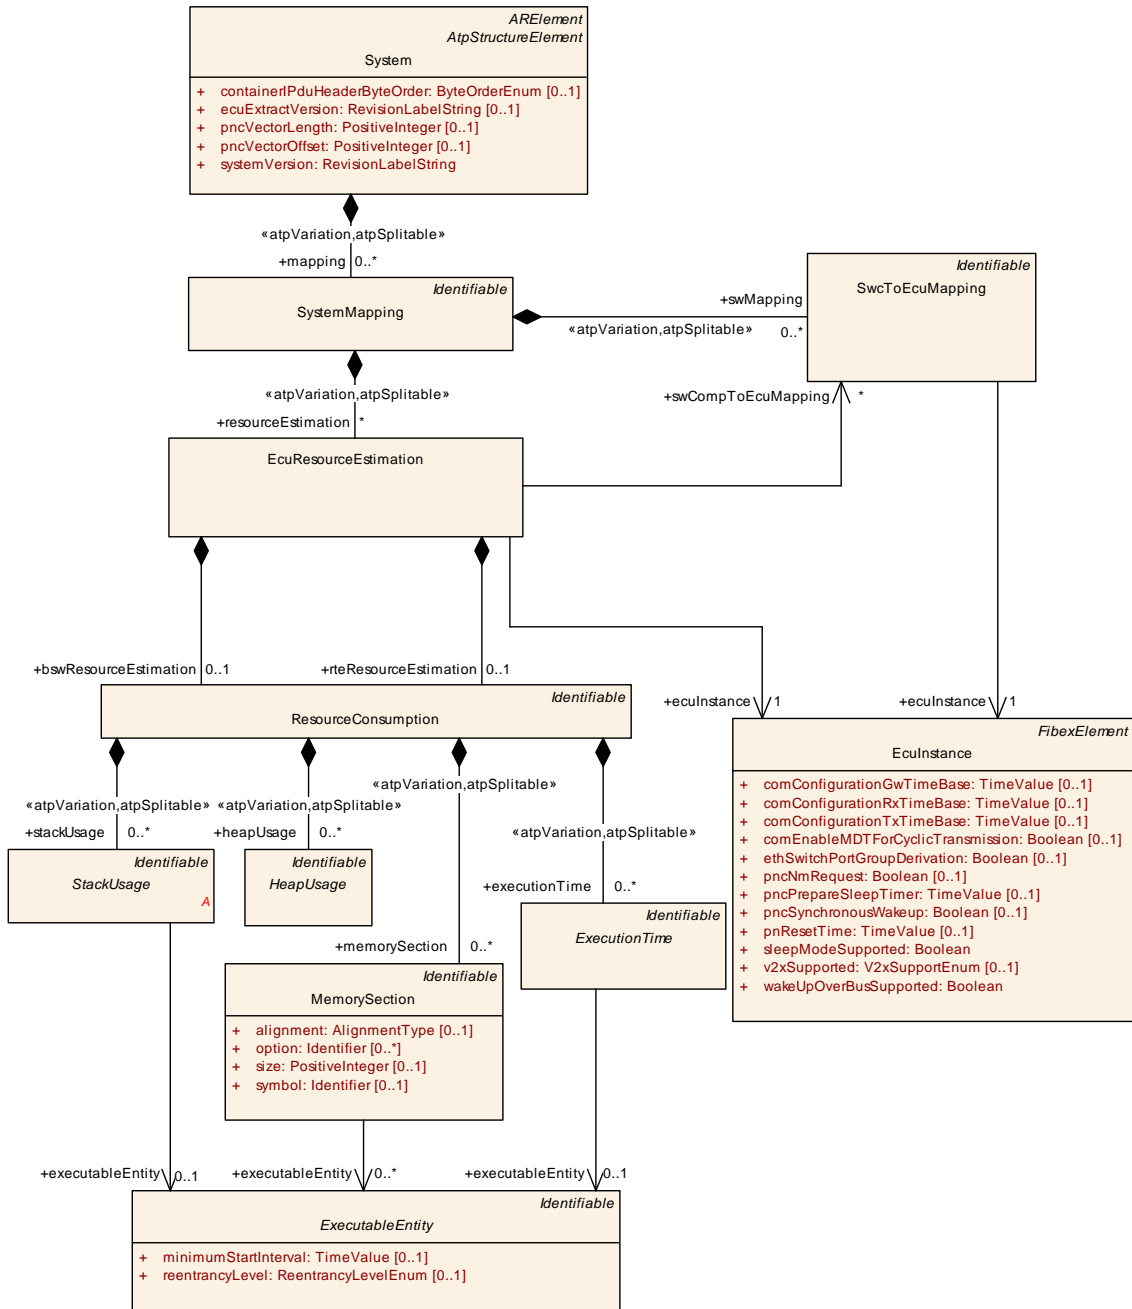 ARElement
AtpStructureElement
System
+ containerIPduHeaderByteOrder: ByteOrderEnum [0..1]
+ ecuExtractVersion: RevisionLabelString [0..1]
+ pncVectorLength: PositiveInteger [0..1]
+ pncVectorOffset: PositiveInteger [0..1]
+ systemVersion: RevisionLabelString
«atpVariation,atpSplitable»
+mapping 0..*
Identifiable
SystemMapping
+swMapping
«atpVariation,atpSplitable» 0..*
Identifiable
SwcToEcuMapping
«atpVariation,atpSplitable»
+resourceEstimation *
+swCompToEcuMapping *
EcuResourceEstimation
+bswResourceEstimation 0..1
+rteResourceEstimation 0..1
Identifiable
ResourceConsumption
+ecuInstance 1
+ecuInstance 1
FibexElement
EcuInstance
+ comConfigurationGwTimeBase: TimeValue [0..1]
+ comConfigurationRxTimeBase: TimeValue [0..1]
+ comConfigurationTxTimeBase: TimeValue [0..1]
+ comEnableMDTForCyclicTransmission: Boolean [0..1]
+ ethSwitchPortGroupDerivation: Boolean [0..1]
+ pncNmRequest: Boolean [0..1]
+ pncPrepareSleepTimer: TimeValue [0..1]
+ pncSynchronousWakeup: Boolean [0..1]
+ pnResetTime: TimeValue [0..1]
+ sleepModeSupported: Boolean
+ v2xSupported: V2xSupportEnum [0..1]
+ wakeUpOverBusSupported: Boolean
«atpVariation,atpSplitable»
+stackUsage 0..*
Identifiable
StackUsage
A
«atpVariation,atpSplitable»
+heapUsage 0..*
Identifiable
HeapUsage
«atpVariation,atpSplitable»
+memorySection 0..*
Identifiable
MemorySection
+ alignment: AlignmentType [0..1]
+ option: Identifier [0..*]
+ size: PositiveInteger [0..1]
+ symbol: Identifier [0..1]
«atpVariation,atpSplitable»
+executionTime 0..*
Identifiable
ExecutionTime
+executableEntity 0..1
+executableEntity 0..*
+executableEntity 0..1
Identifiable
ExecutableEntity
+ minimumStartInterval: TimeValue [0..1]
+ reentrancyLevel: ReentrancyLevelEnum [0..1]